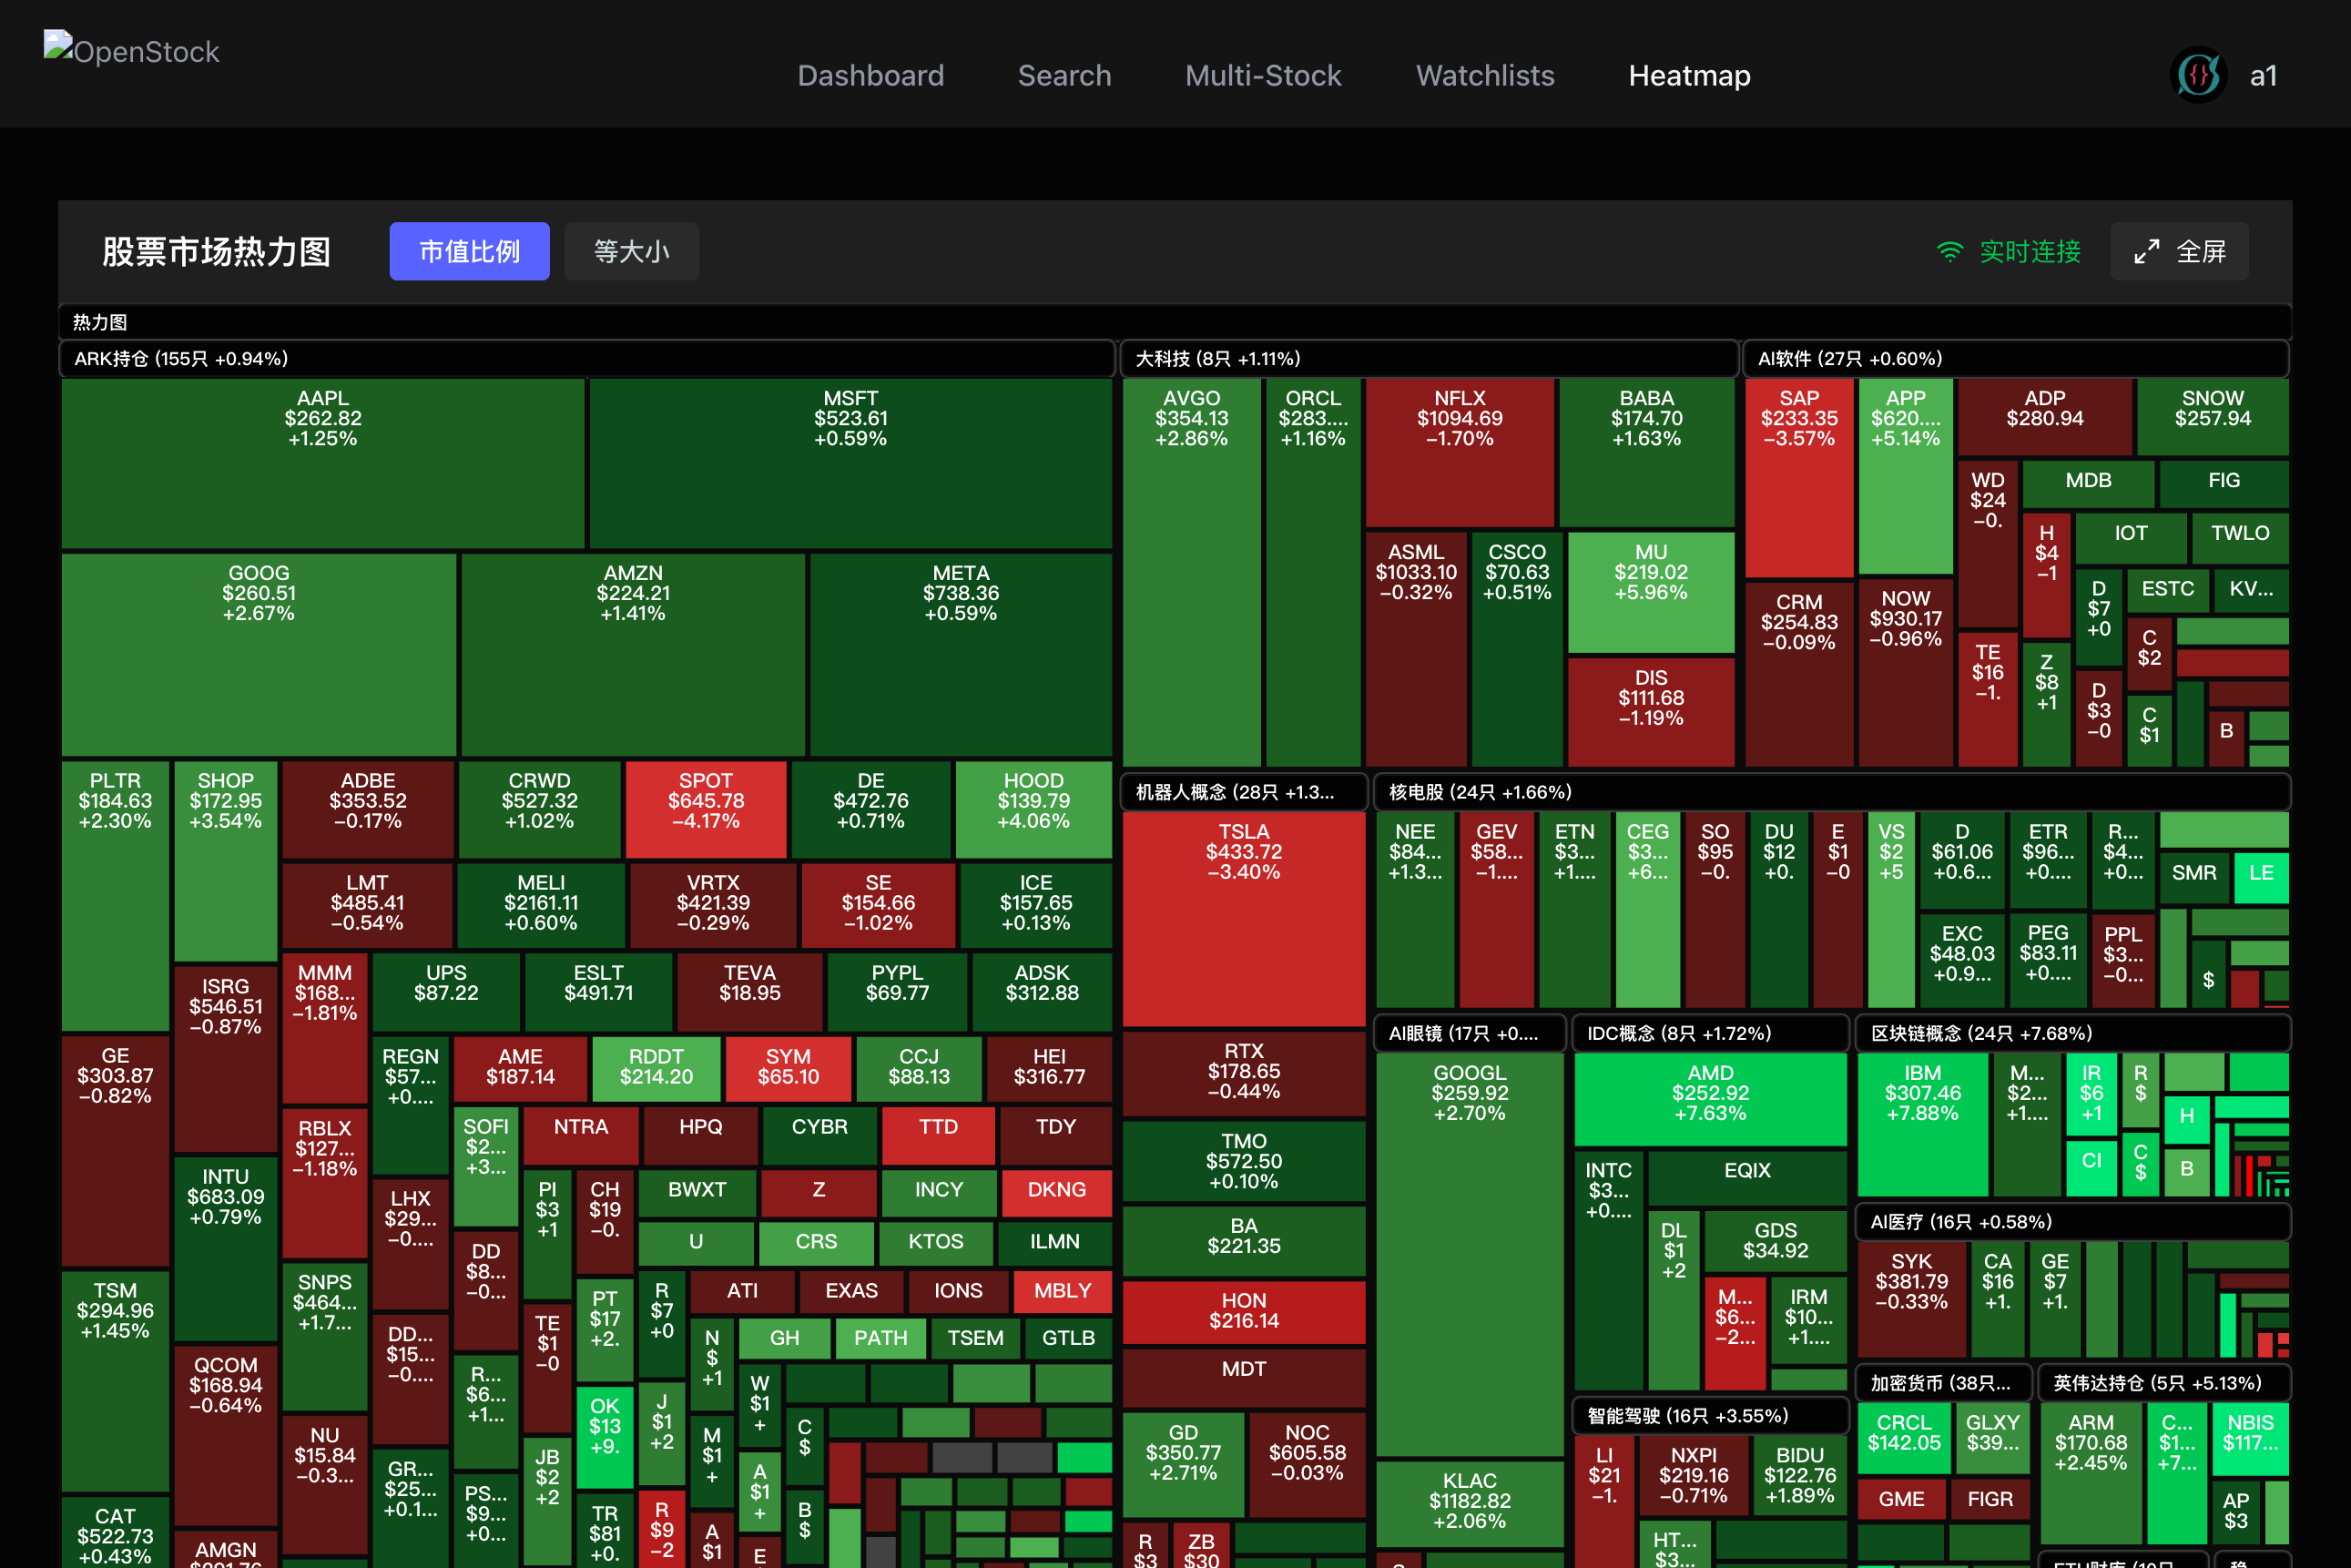 OpenStock
Dashboard
Search
Multi-Stock
Watchlists
Heatmap
a1
股票市场热力图
市值比例
等大小
实时连接
全屏
热力图
ARK持仓 (155只 +0.94%)
AAPL
$262.82
+1.25%
MSFT
$523.61
+0.59%
GOOG
$260.51
+2.67%
AMZN
$224.21
+1.41%
META
$738.36
+0.59%
PLTR
$184.63
+2.30%
SHOP
$172.95
+3.54%
ADBE
$353.52
−0.17%
CRWD
$527.32
+1.02%
SPOT
$645.78
−4.17%
DE
$472.76
+0.71%
HOOD
$139.79
+4.06%
LMT
$485.41
−0.54%
MELI
$2161.11
+0.60%
VRTX
$421.39
−0.29%
SE
$154.66
−1.02%
ICE
$157.65
+0.13%
ISRG
$546.51
−0.87%
MMM
$168...
−1.81%
UPS
$87.22
ESLT
$491.71
TEVA
$18.95
PYPL
$69.77
ADSK
$312.88
GE
$303.87
−0.82%
REGN
$57...
+0....
AME
$187.14
RDDT
$214.20
SYM
$65.10
CCJ
$88.13
HEI
$316.77
RBLX
$127...
−1.18%
SOFI
$2...
+3...
NTRA
HPQ
CYBR
TTD
TDY
INTU
$683.09
+0.79%
LHX
$29...
−0....
PI
$3
+1
CH
$19
−0.
BWXT
Z
INCY
DKNG
DD
$8...
−0...
U
CRS
KTOS
ILMN
TSM
$294.96
+1.45%
SNPS
$464...
+1.7...
PT
$17
+2.
R
$7
+0
ATI
EXAS
IONS
MBLY
DD...
$15...
−0....
TE
$1
−0
N
$
+1
GH
PATH
TSEM
GTLB
QCOM
$168.94
−0.64%
R...
$6...
+1...
OK
$13
+9.
J
$1
+2
W
$1
+
NU
$15.84
−0.3...
GR...
$25...
+0.1...
JB
$2
+2
M
$1
+
C
$
A
$1
+
PS...
$9...
+0...
TR
$81
+0.
R
$9
−2
B
$
CAT
$522.73
+0.43%
AMGN
A
$1
E
大科技 (8只 +1.11%)
AVGO
$354.13
+2.86%
ORCL
$283....
+1.16%
NFLX
$1094.69
−1.70%
BABA
$174.70
+1.63%
ASML
$1033.10
−0.32%
CSCO
$70.63
+0.51%
MU
$219.02
+5.96%
DIS
$111.68
−1.19%
AI软件 (27只 +0.60%)
SAP
$233.35
−3.57%
APP
$620....
+5.14%
ADP
$280.94
SNOW
$257.94
WD
$24
−0.
MDB
FIG
H
$4
−1
IOT
TWLO
CRM
$254.83
−0.09%
NOW
$930.17
−0.96%
D
$7
+0
ESTC
KV...
TE
$16
−1.
Z
$8
+1
C
$2
D
$3
−0
C
$1
B
机器人概念 (28只 +1.3...
TSLA
$433.72
−3.40%
RTX
$178.65
−0.44%
TMO
$572.50
+0.10%
BA
$221.35
HON
$216.14
MDT
GD
$350.77
+2.71%
NOC
$605.58
−0.03%
R
$3
ZB
$30
核电股 (24只 +1.66%)
NEE
$84...
+1.3...
GEV
$58...
−1....
ETN
$3...
+1....
CEG
$3...
+6...
SO
$95
−0.
DU
$12
+0.
E
$1
−0
VS
$2
+5
D
$61.06
+0.6...
ETR
$96...
+0....
R...
$4...
+0...
SMR
LE
EXC
$48.03
+0.9...
PEG
$83.11
+0....
PPL
$3...
−0...
$
AI眼镜 (17只 +0....
GOOGL
$259.92
+2.70%
KLAC
$1182.82
+2.06%
IDC概念 (8只 +1.72%)
AMD
$252.92
+7.63%
INTC
$3...
+0....
EQIX
DL
$1
+2
GDS
$34.92
M...
$6...
−2...
IRM
$10...
+1....
智能驾驶 (16只 +3.55%)
LI
$21
−1.
NXPI
$219.16
−0.71%
BIDU
$122.76
+1.89%
HT...
$3...
区块链概念 (24只 +7.68%)
IBM
$307.46
+7.88%
M...
$2...
+1....
IR
$6
+1
R
$
H
CI
C
$
B
AI医疗 (16只 +0.58%)
SYK
$381.79
−0.33%
CA
$16
+1.
GE
$7
+1.
加密货币 (38只...
CRCL
$142.05
GLXY
$39...
GME
FIGR
英伟达持仓 (5只 +5.13%)
ARM
$170.68
+2.45%
C...
$1...
+7...
NBIS
$117...
AP
$3